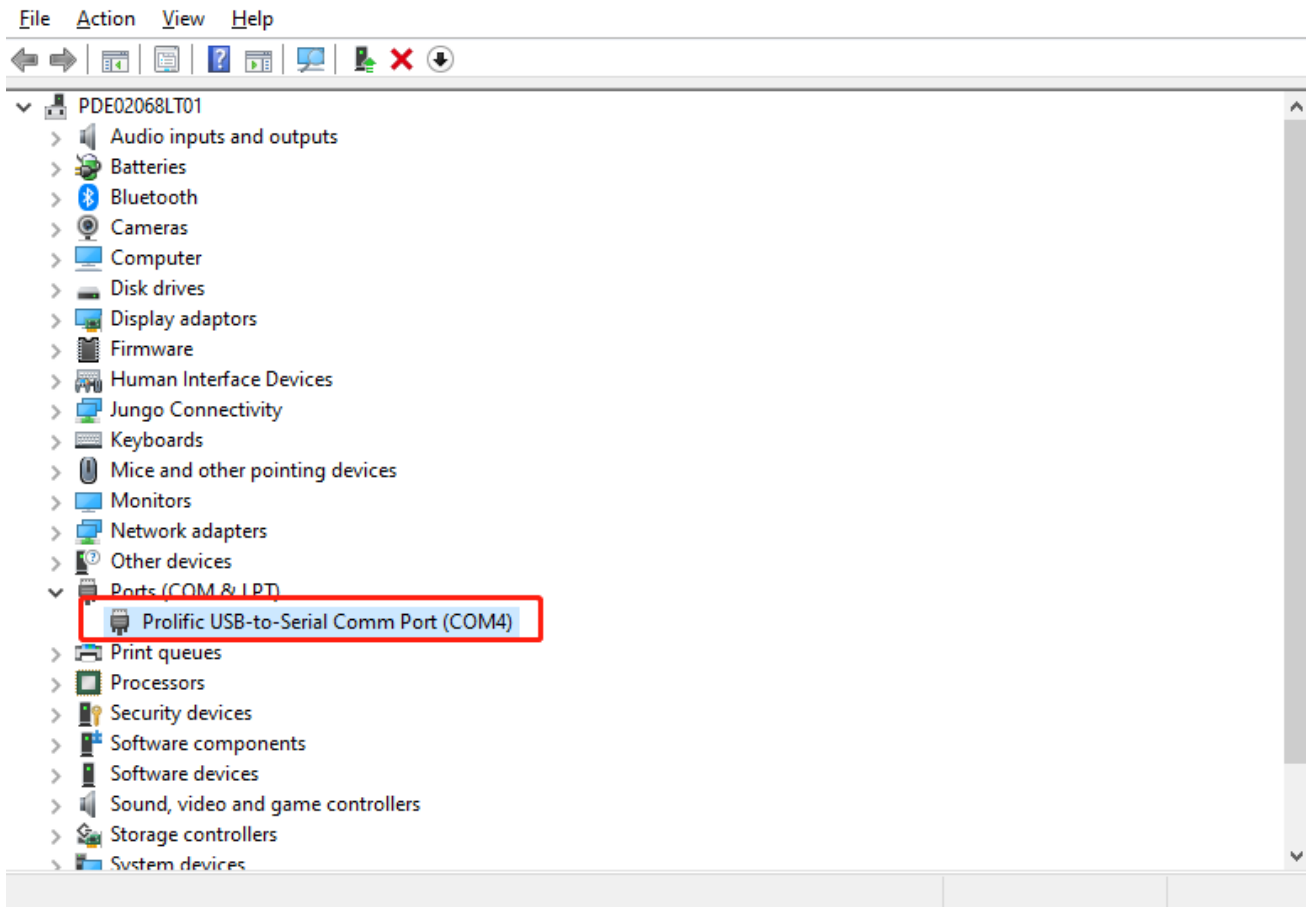 File Action View Help
PDE02068LT01
Audio inputs and outputs
Batteries
Bluetooth
Cameras
Computer
Disk drives
Display adaptors
Firmware
Human Interface Devices
Jungo Connectivity
Keyboards
Mice and other pointing devices
Monitors
Network adapters
Other devices
Ports (COM & LPT)
Prolific USB-to-Serial Comm Port (COM4)
Print queues
Processors
Security devices
Software components
Software devices
Sound, video and game controllers
Storage controllers
System devices